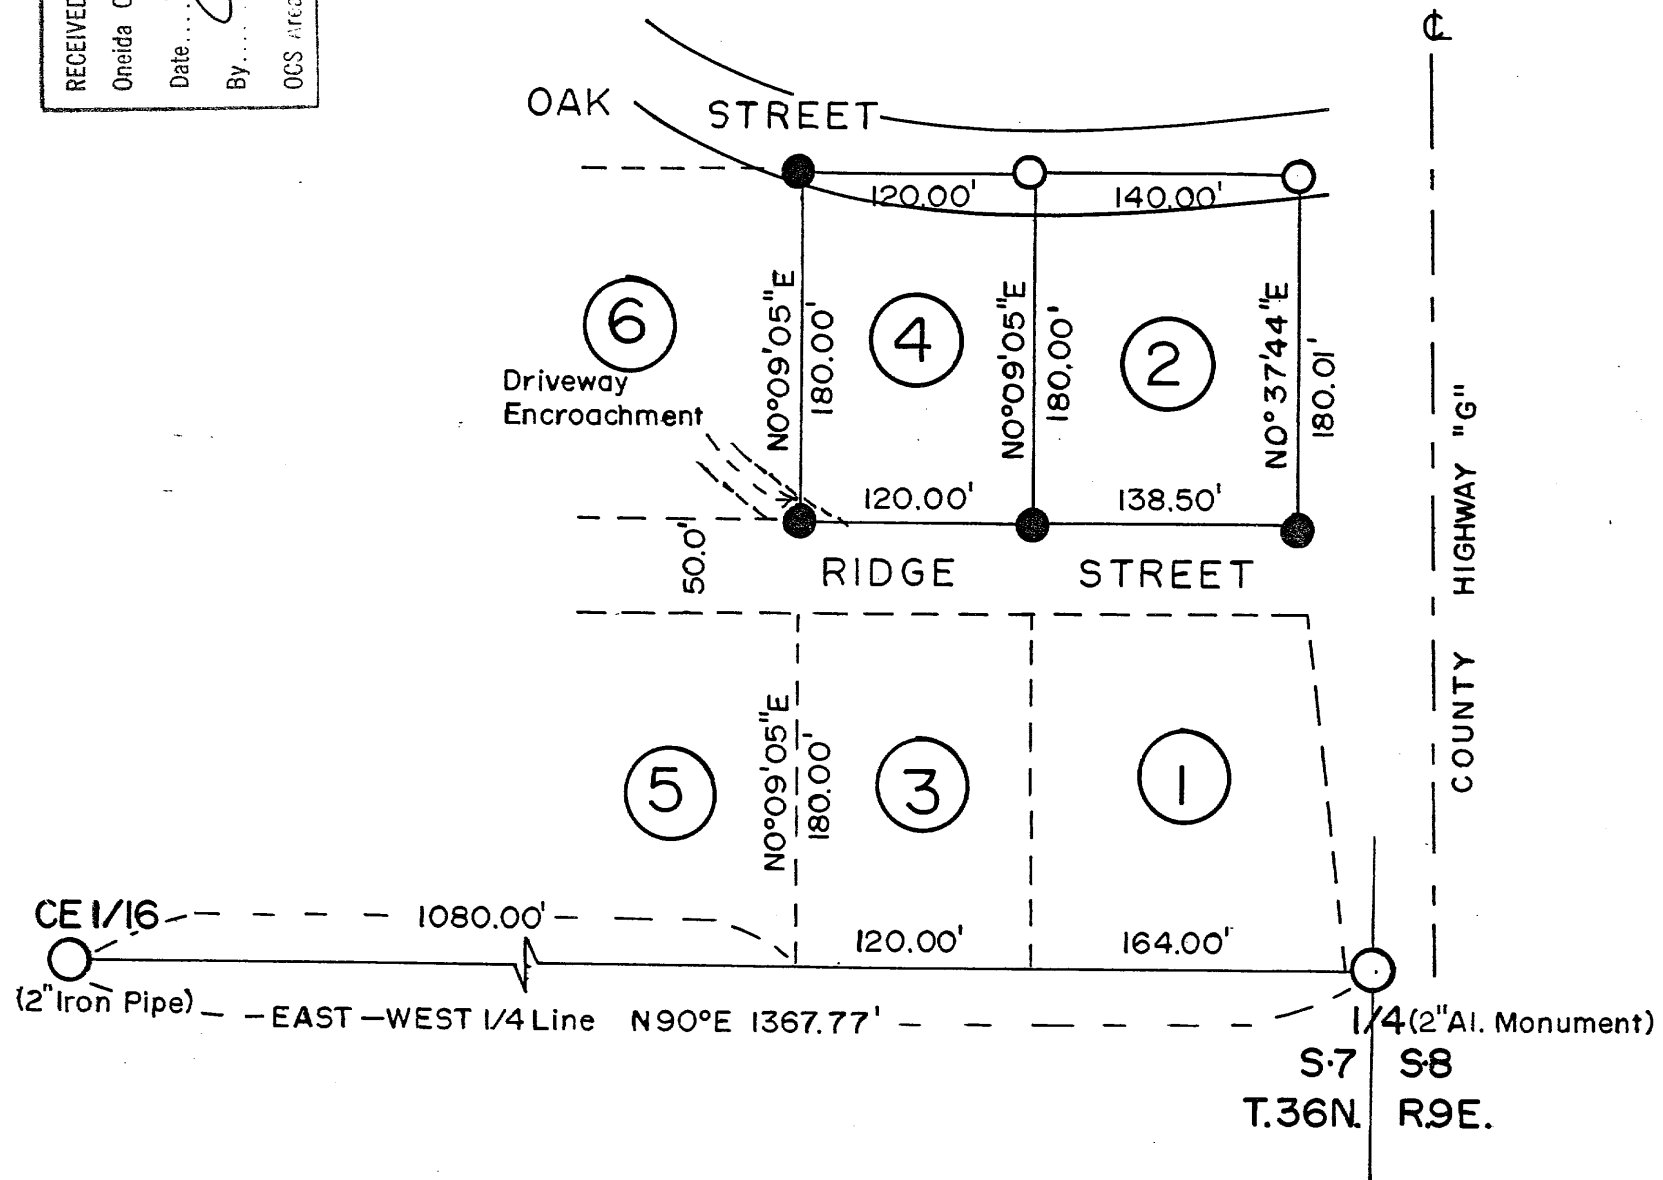 RECEIVED
Oneida
Date....
By....
OCS Area
℄
OAK STREET
120.00' 140.00'
N0°09'05"E
180.00'
N0°09'05"E
180.00'
N0°37'44"E
180.01'
6
4
2
Driveway
Encroachment
120.00' 138.50'
50.0'
RIDGE STREET
COUNTY HIGHWAY "G"
N0°09'05"E
180.00'
5
3
1
CE 1/16
1080.00'
120.00' 164.00'
(2"Iron Pipe)
EAST-WEST 1/4 Line N90°E 1367.77'
1/4 (2"Al. Monument)
S.7 S.8
T.36N. R.9E.